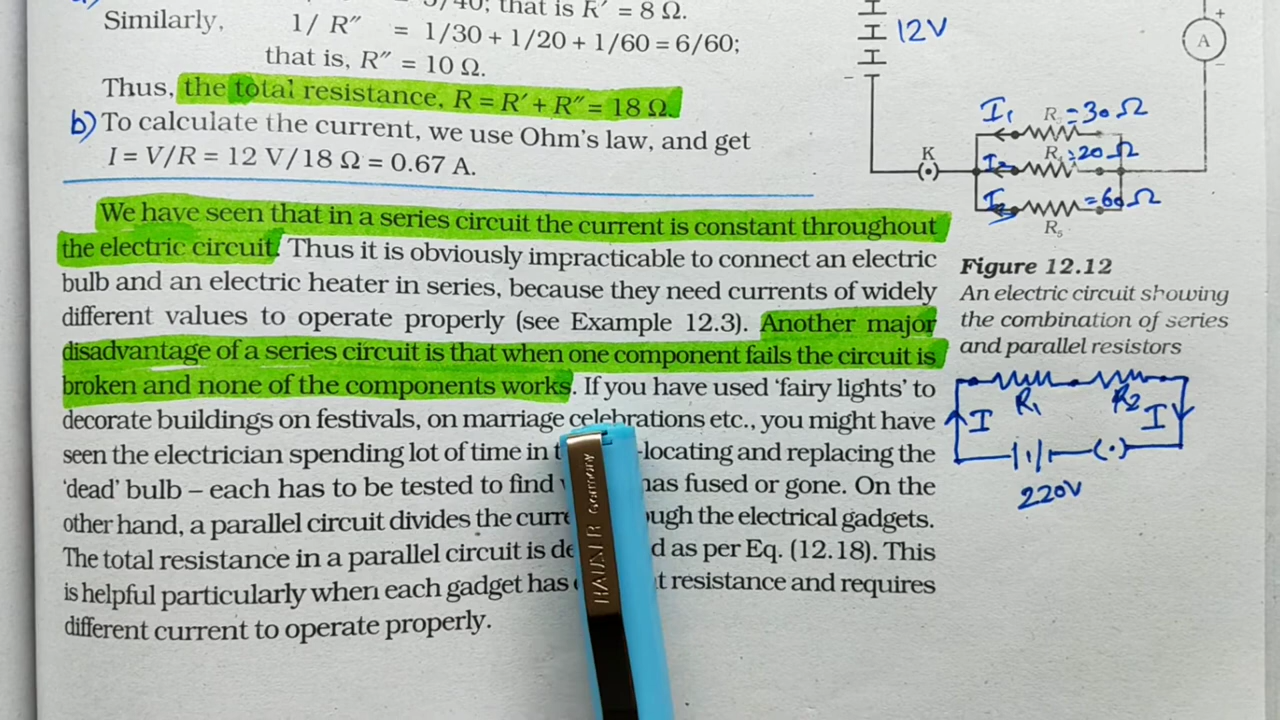 = 8 Ω.
Similarly, 1/ R″ = 1/30 + 1/20 + 1/60 = 6/60;
that is, R″ = 10 Ω.
Thus, the total resistance, R = R′ + R″ = 18 Ω.
b) To calculate the current, we use Ohm's law, and get
I = V/R = 12 V/18 Ω = 0.67 A.
We have seen that in a series circuit the current is constant throughout
the electric circuit. Thus it is obviously impracticable to connect an electric
bulb and an electric heater in series, because they need currents of widely
different values to operate properly (see Example 12.3). Another major
disadvantage of a series circuit is that when one component fails the circuit is
broken and none of the components works. If you have used 'fairy lights' to
decorate buildings on festivals, on marriage celebrations etc., you might have
seen the electrician spending lot of time in -locating and replacing the
'dead' bulb – each has to be tested to find has fused or gone. On the
other hand, a parallel circuit divides the the electrical gadgets.
The total resistance in a parallel circuit is as per Eq. (12.18). This
is helpful particularly when each gadget has resistance and requires
different current to operate properly.
HAUSER
GERMANY
12V
+
A
−
−
K
I₁ R =30 Ω
I₂ R =20 Ω
=60 Ω
R₅
Figure 12.12
An electric circuit showing
the combination of series
and parallel resistors
R₁ R₂
I I
220V